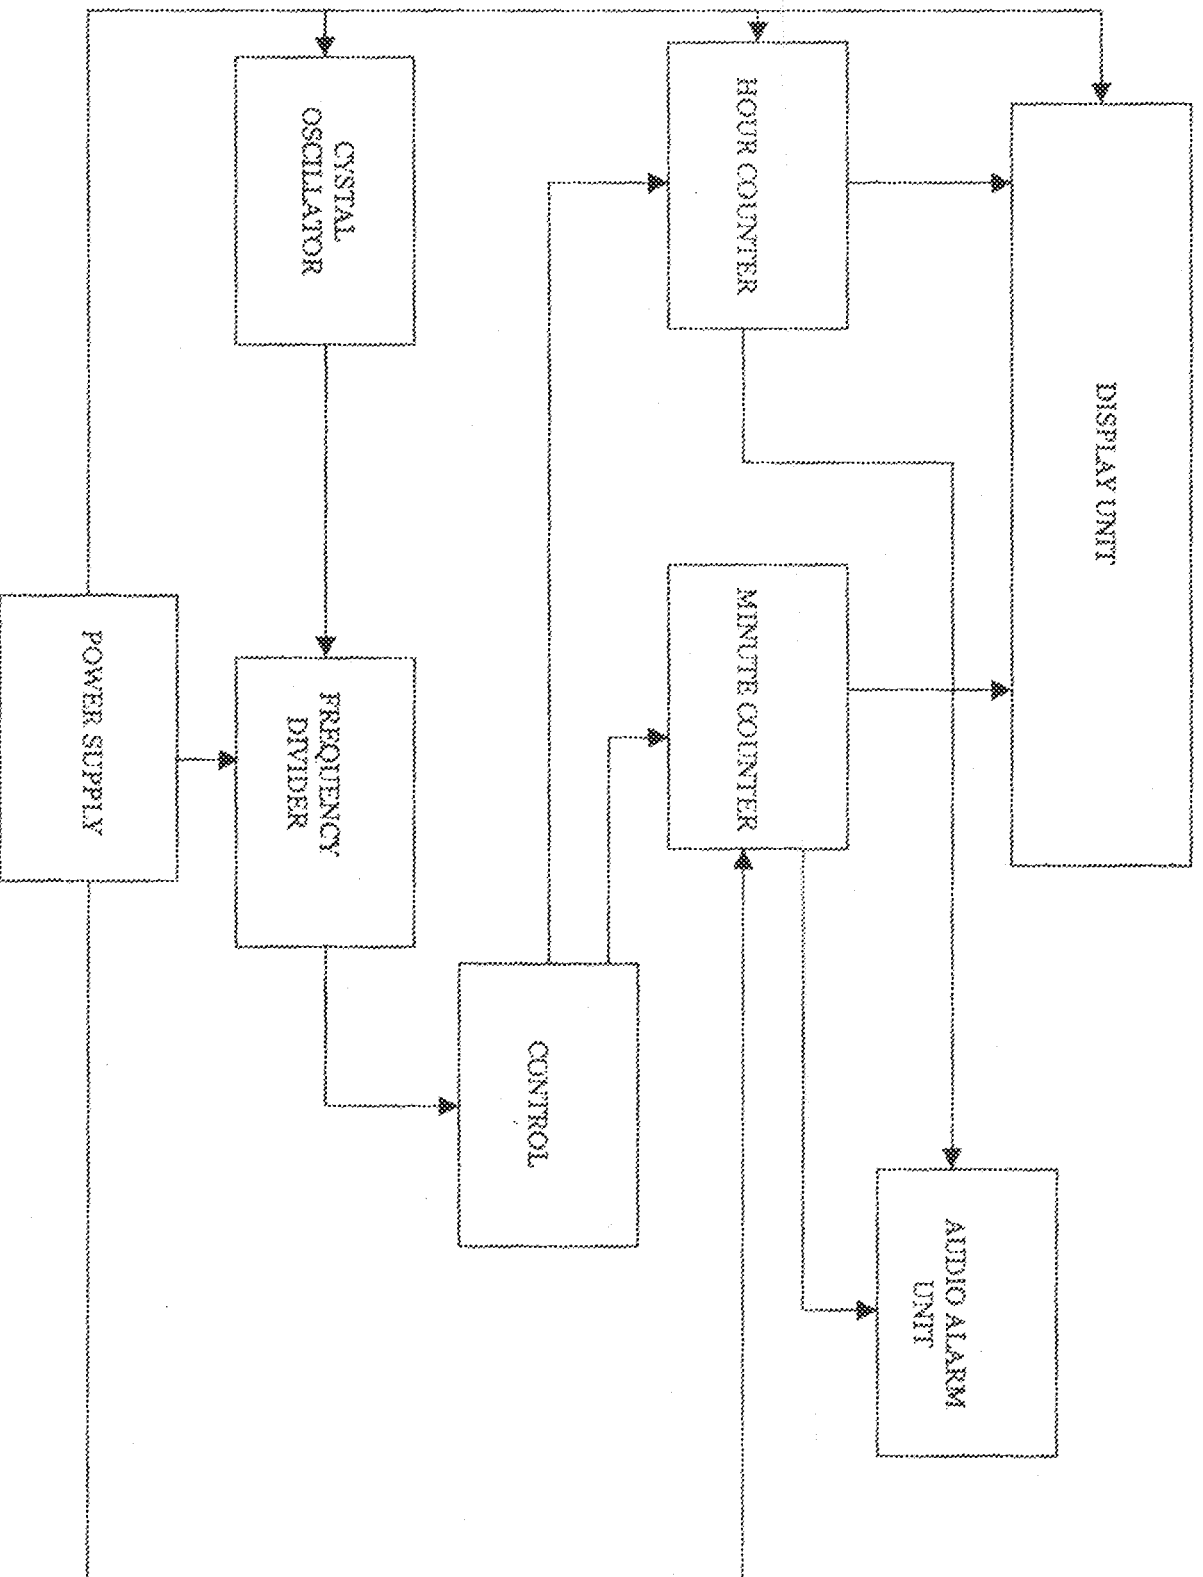 DISPLAY UNIT
HOUR COUNTER
MINUTE COUNTER
AUDIO ALARM
UNIT
CONTROL
CYSTAL
OSCILLATOR
FREQUENCY
DIVIDER
POWER SUPPLY